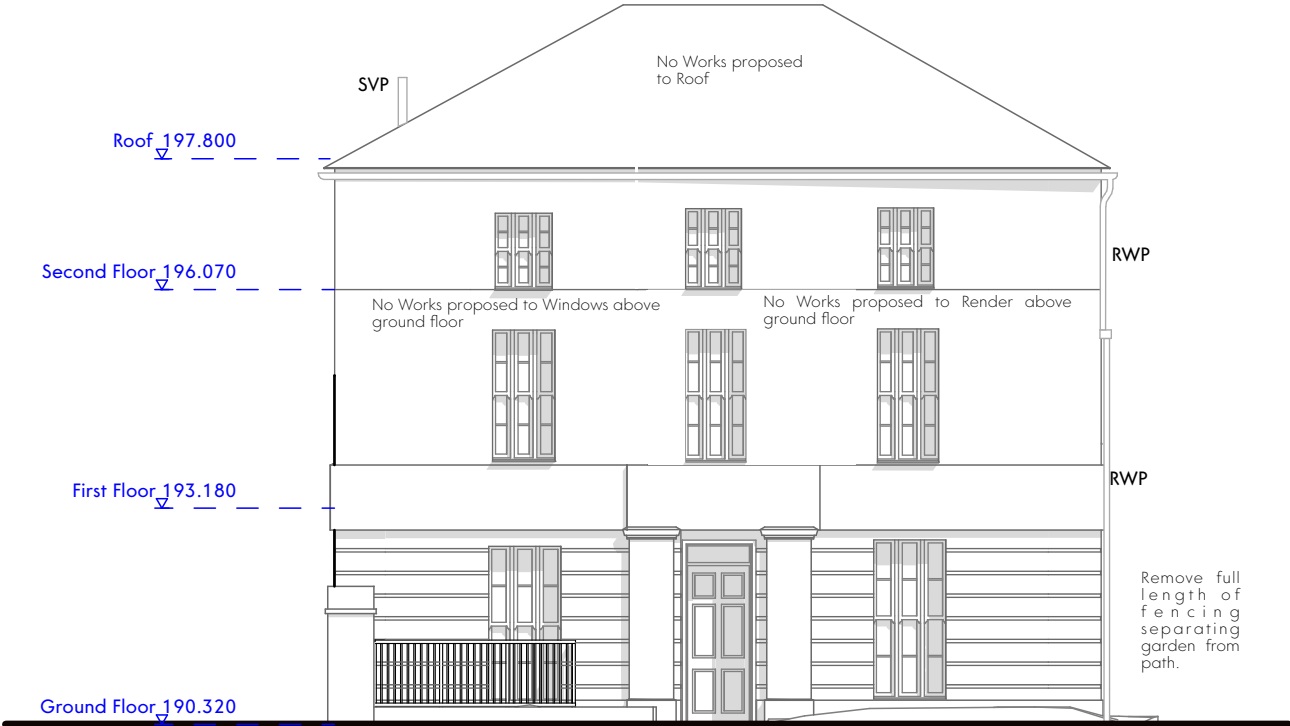 No Works proposed
to Roof
SVP
Roof 197.800
RWP
Second Floor 196.070
No Works proposed to Windows above
ground floor
No Works proposed to Render above
ground floor
First Floor 193.180
RWP
Remove full
length of
fencing
separating
garden from
path.
Ground Floor 190.320